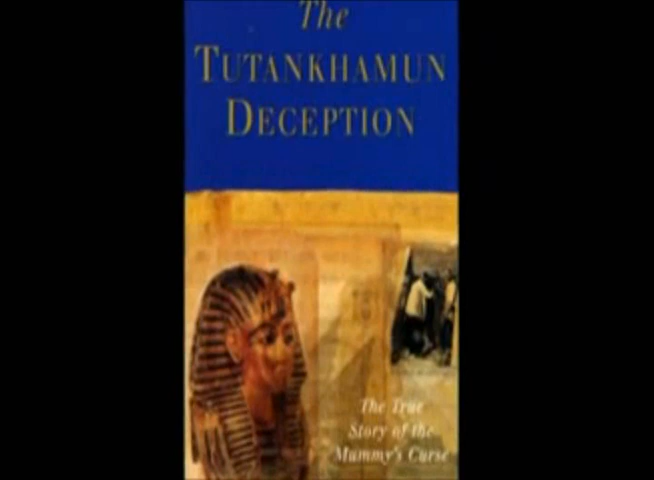 The
TUTANKHAMUN
DECEPTION
The True
Story of the
Mummy's Curse